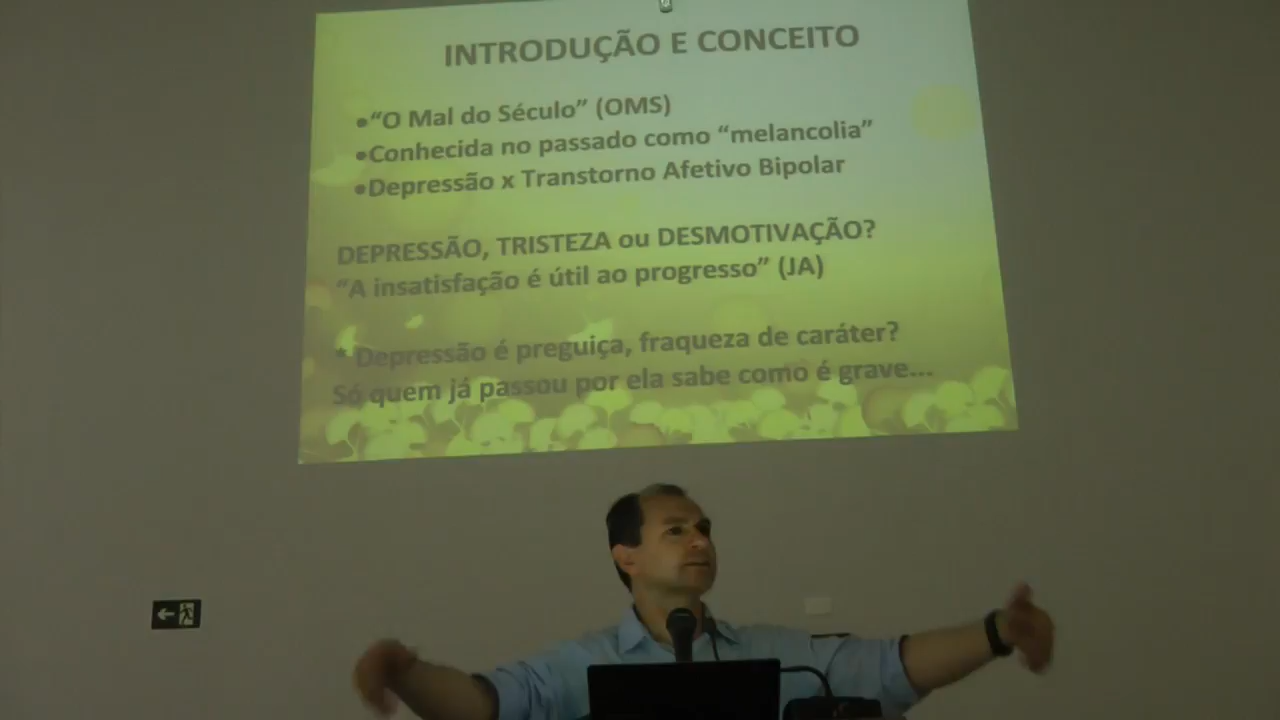 INTRODUÇÃO E CONCEITO
•“O Mal do Século” (OMS)
•Conhecida no passado como “melancolia”
•Depressão x Transtorno Afetivo Bipolar
DEPRESSÃO, TRISTEZA ou DESMOTIVAÇÃO?
“A insatisfação é útil ao progresso” (JA)
* Depressão é preguiça, fraqueza de caráter?
Só quem já passou por ela sabe como é grave...